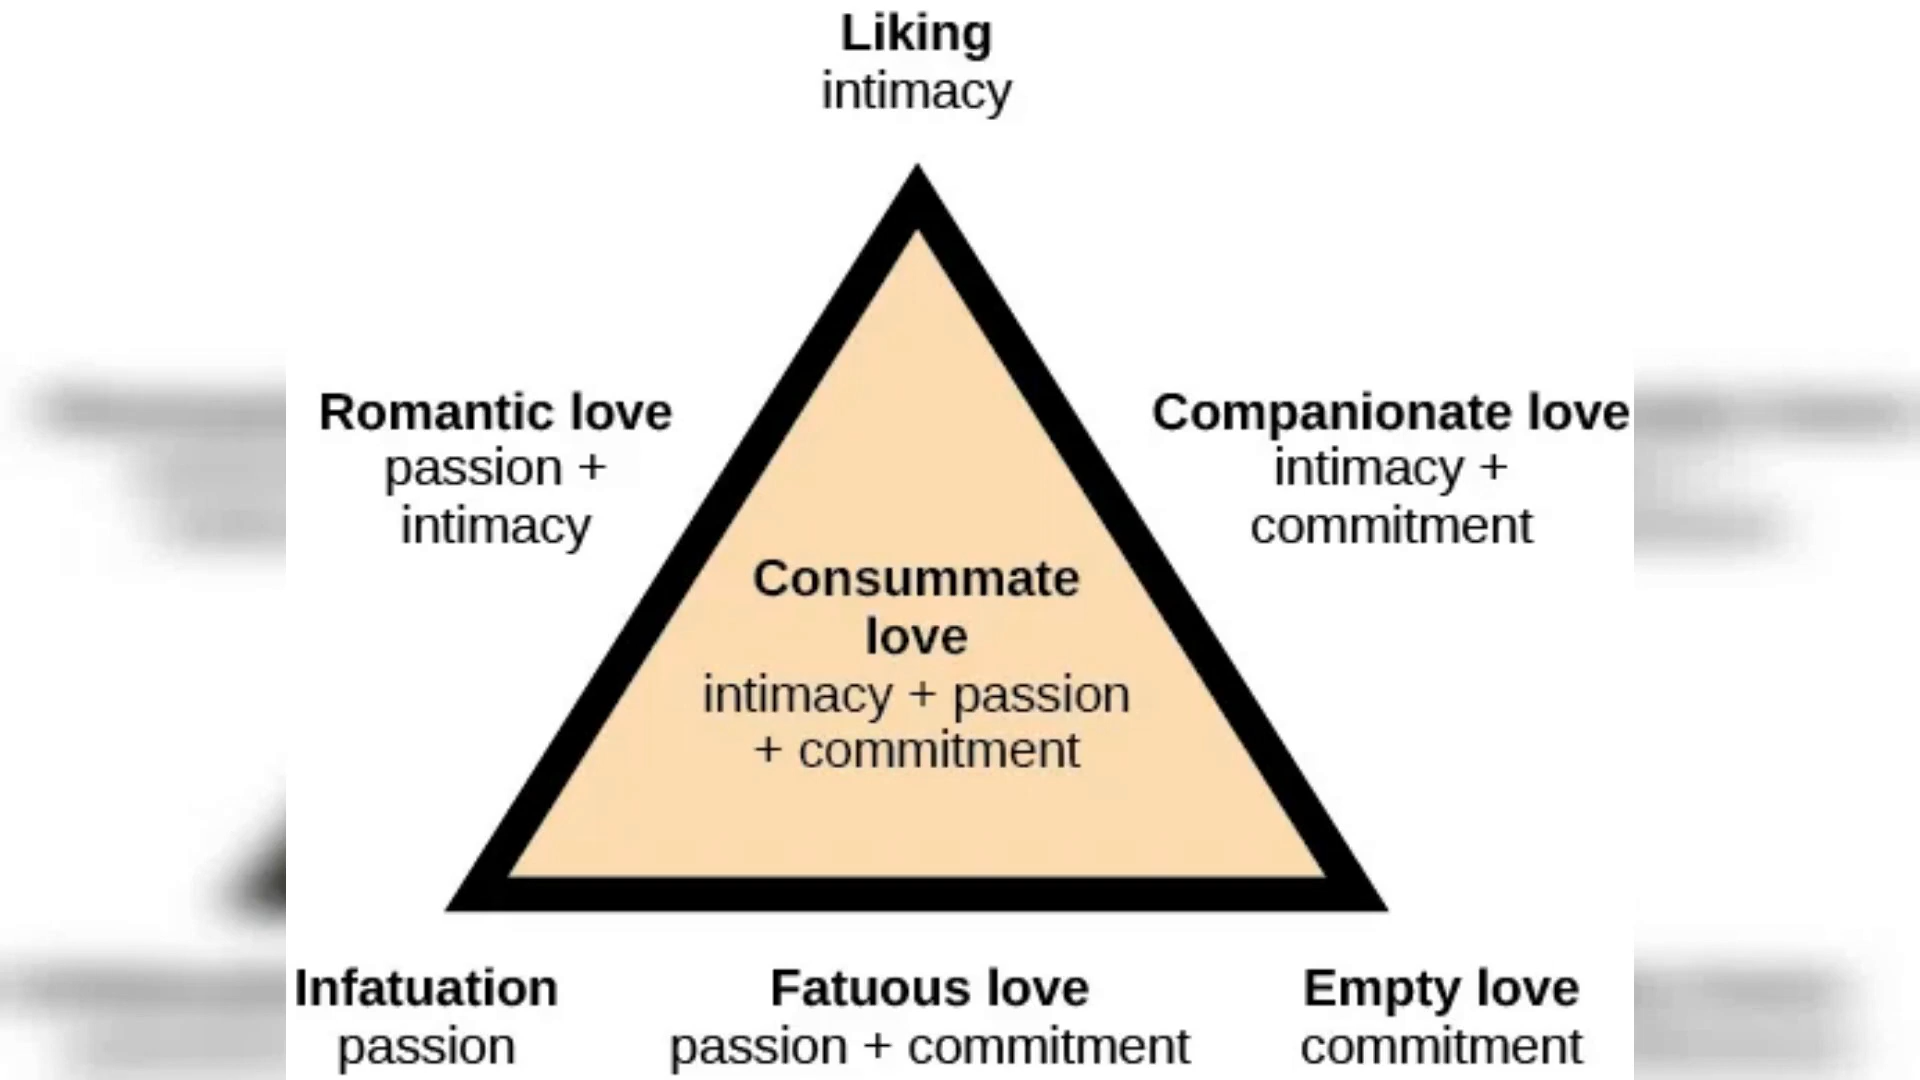 Liking
intimacy
Romantic love
passion +
intimacy
Companionate love
intimacy +
commitment
Consummate
love
intimacy + passion
+ commitment
Infatuation
passion
Fatuous love
passion + commitment
Empty love
commitment